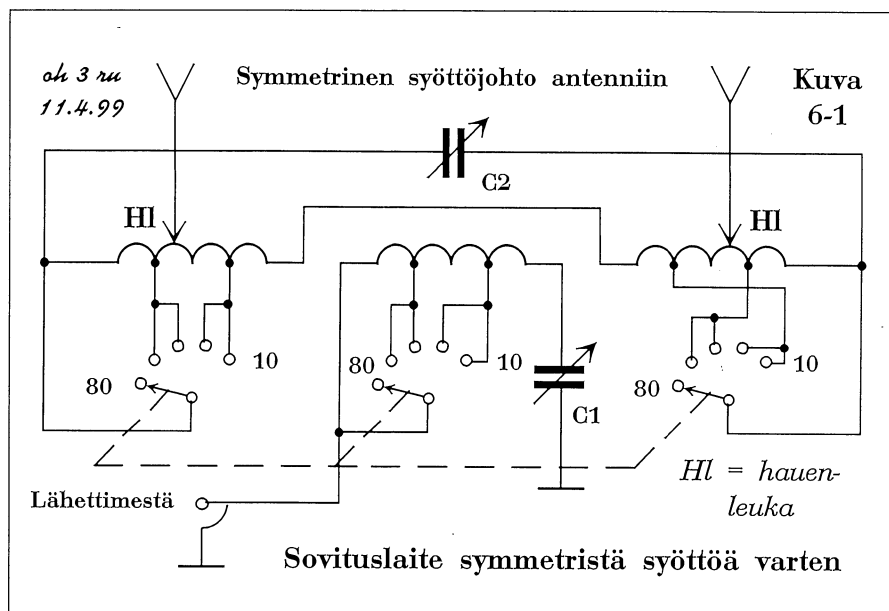 oh 3 ru
11.4.99
Symmetrinen syöttöjohto antenniin
Kuva
6-1
C2
Hl
Hl
80
10
80
10
C1
80
10
Lähettimestä
Hl = hauen-
leuka
Sovituslaite symmetristä syöttöä varten